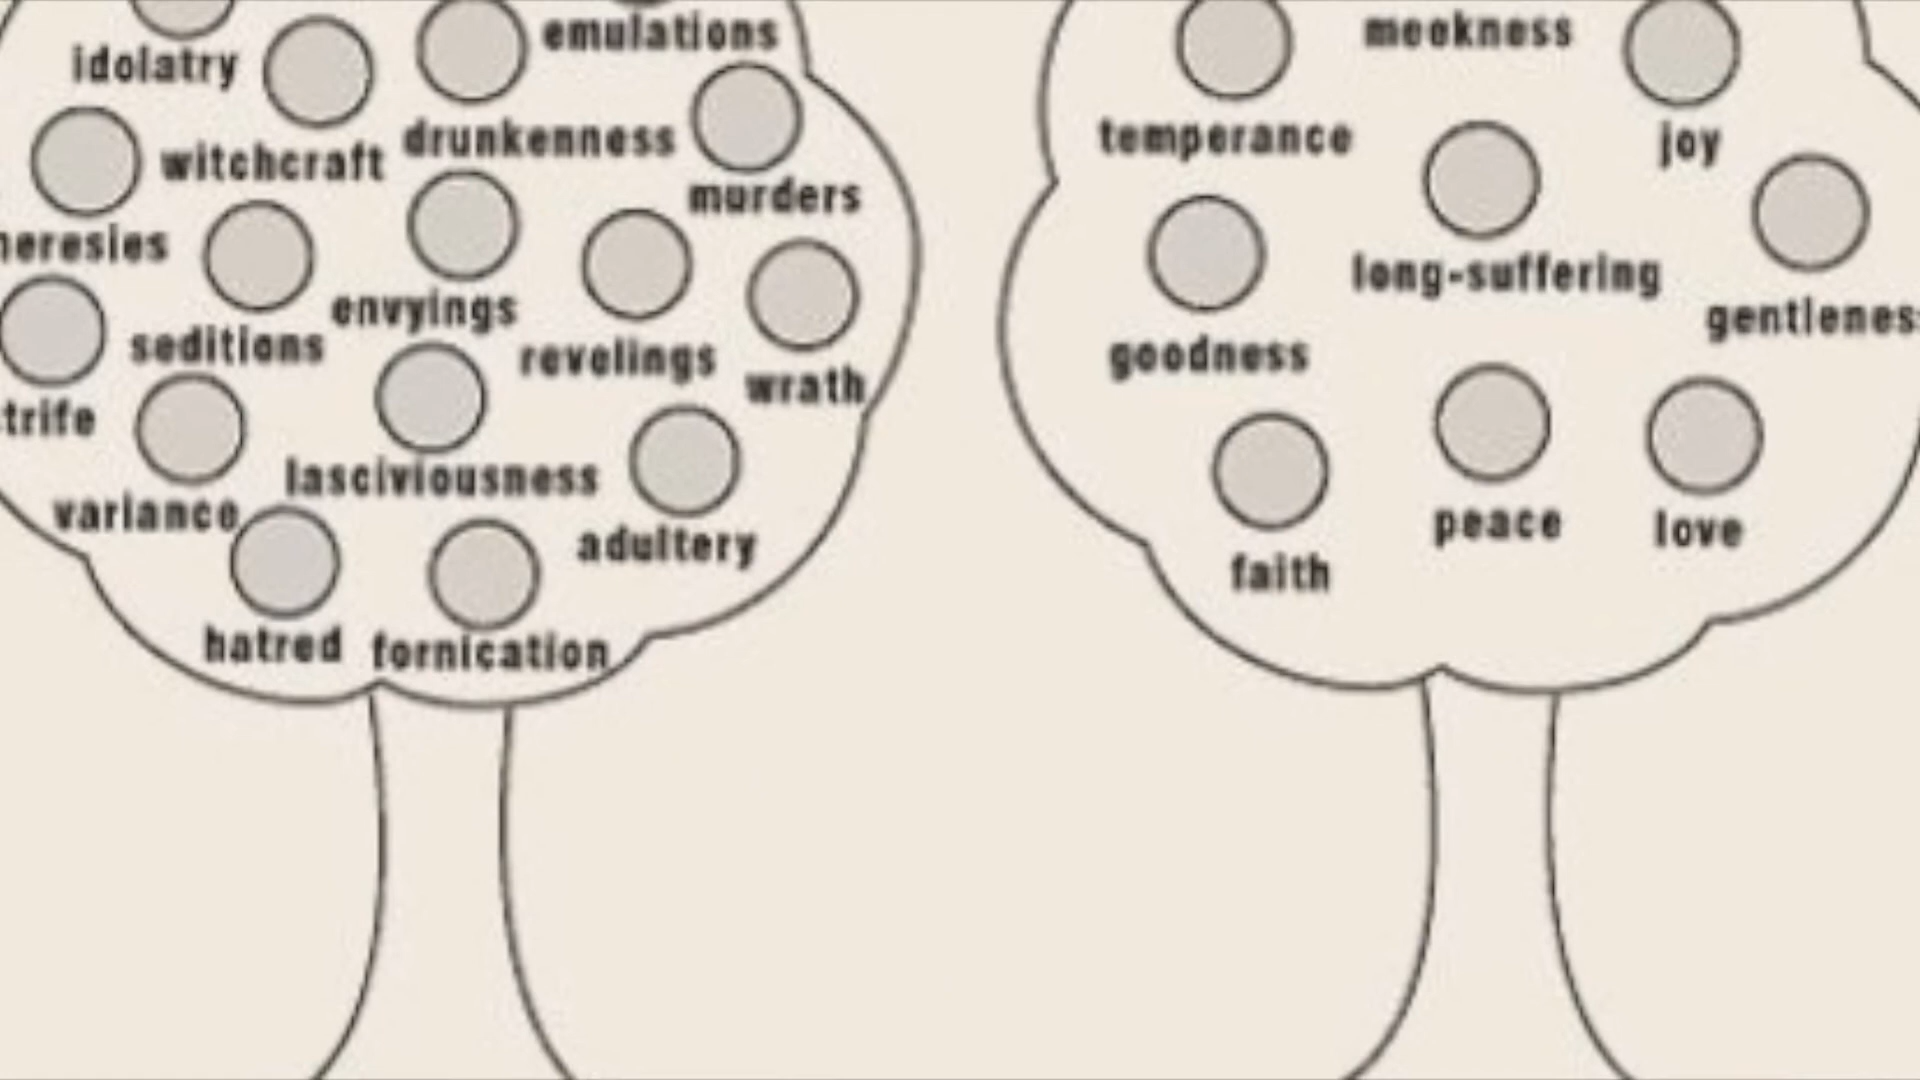 idolatry
emulations
witchcraft
drunkenness
murders
heresies
seditions
envyings
revelings
wrath
trife
variance
lasciviousness
adultery
hatred
fornication
meekness
temperance
joy
long-suffering
gentlenes
goodness
peace
love
faith